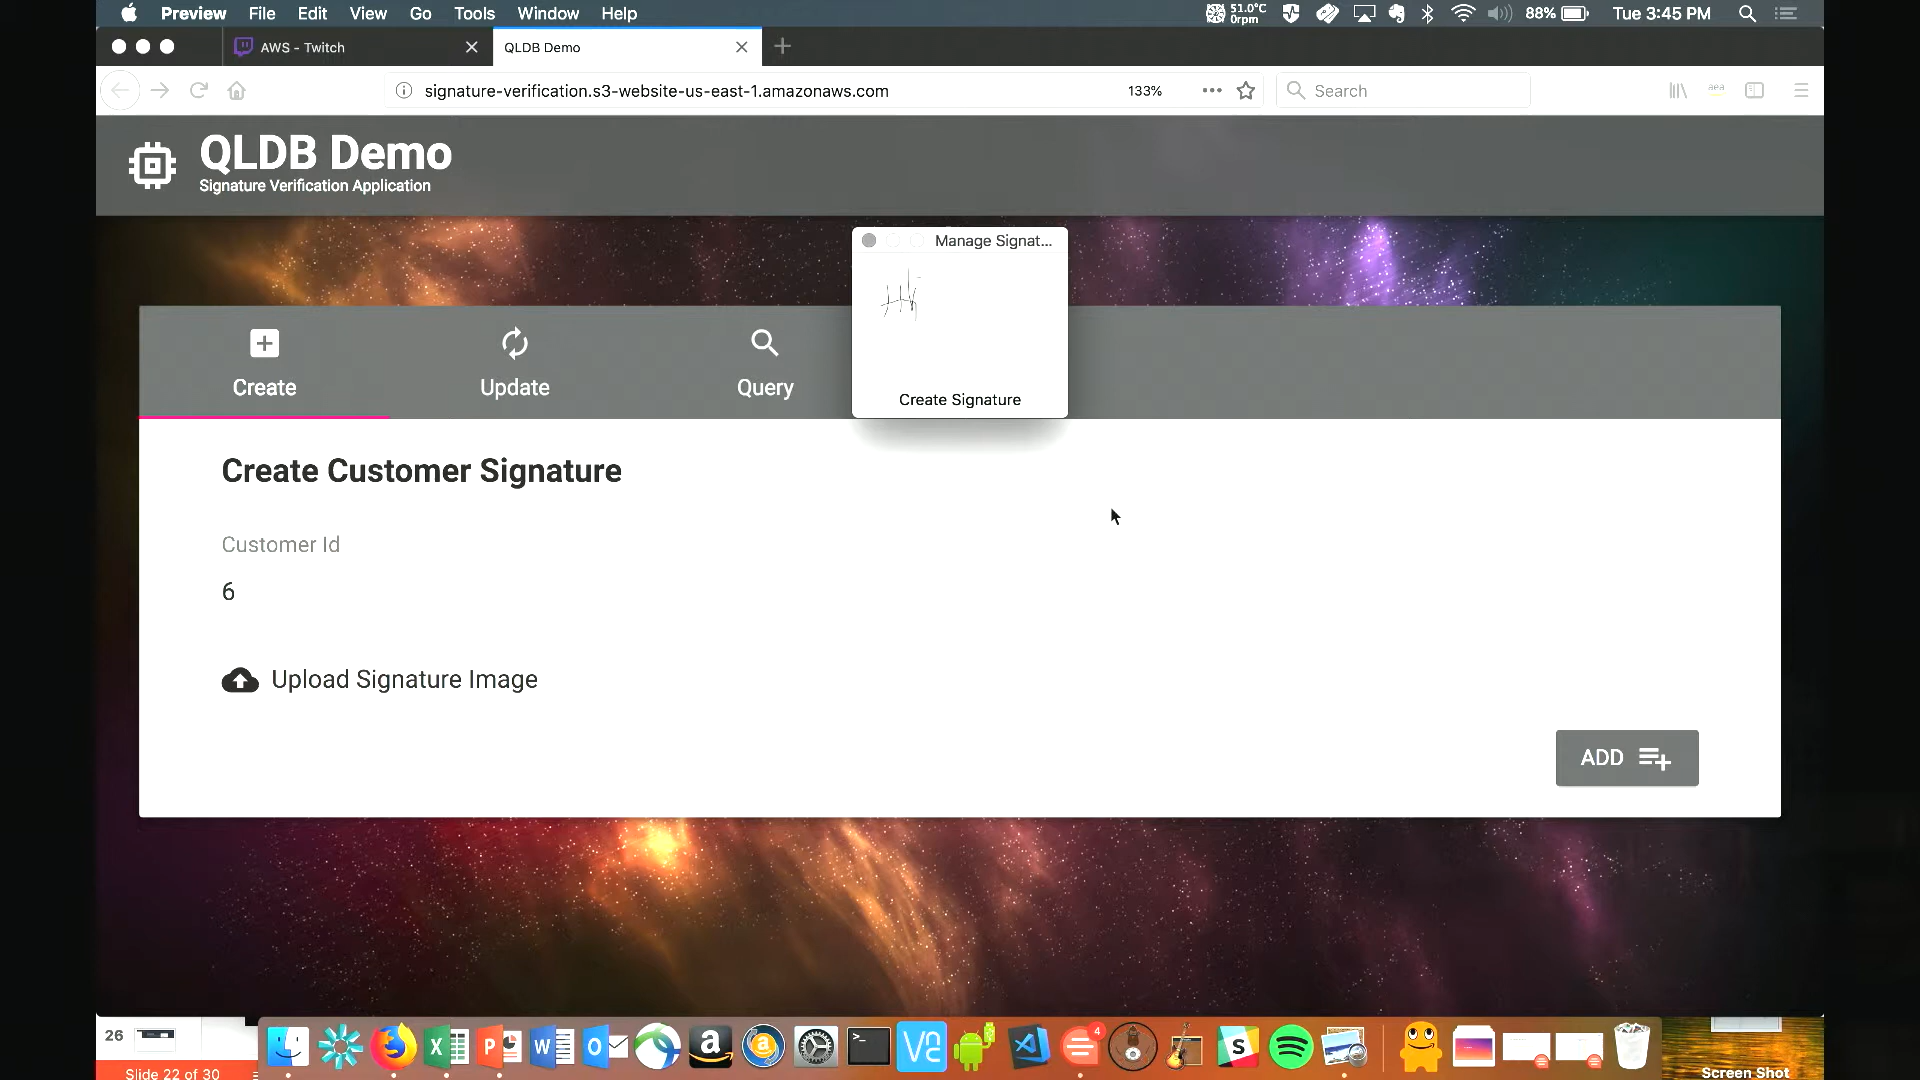 Preview File Edit View Go Tools Window Help
51.0°C
0rpm
88%
Tue 3:45 PM
AWS - Twitch
QLDB Demo
signature-verification.s3-website-us-east-1.amazonaws.com
133%
Search
QLDB Demo
Signature Verification Application
Manage Signat...
Create Update Query
Create Signature
Create Customer Signature
Customer Id
6
Upload Signature Image
ADD
26
4
Slide 22 of 30
Screen Shot